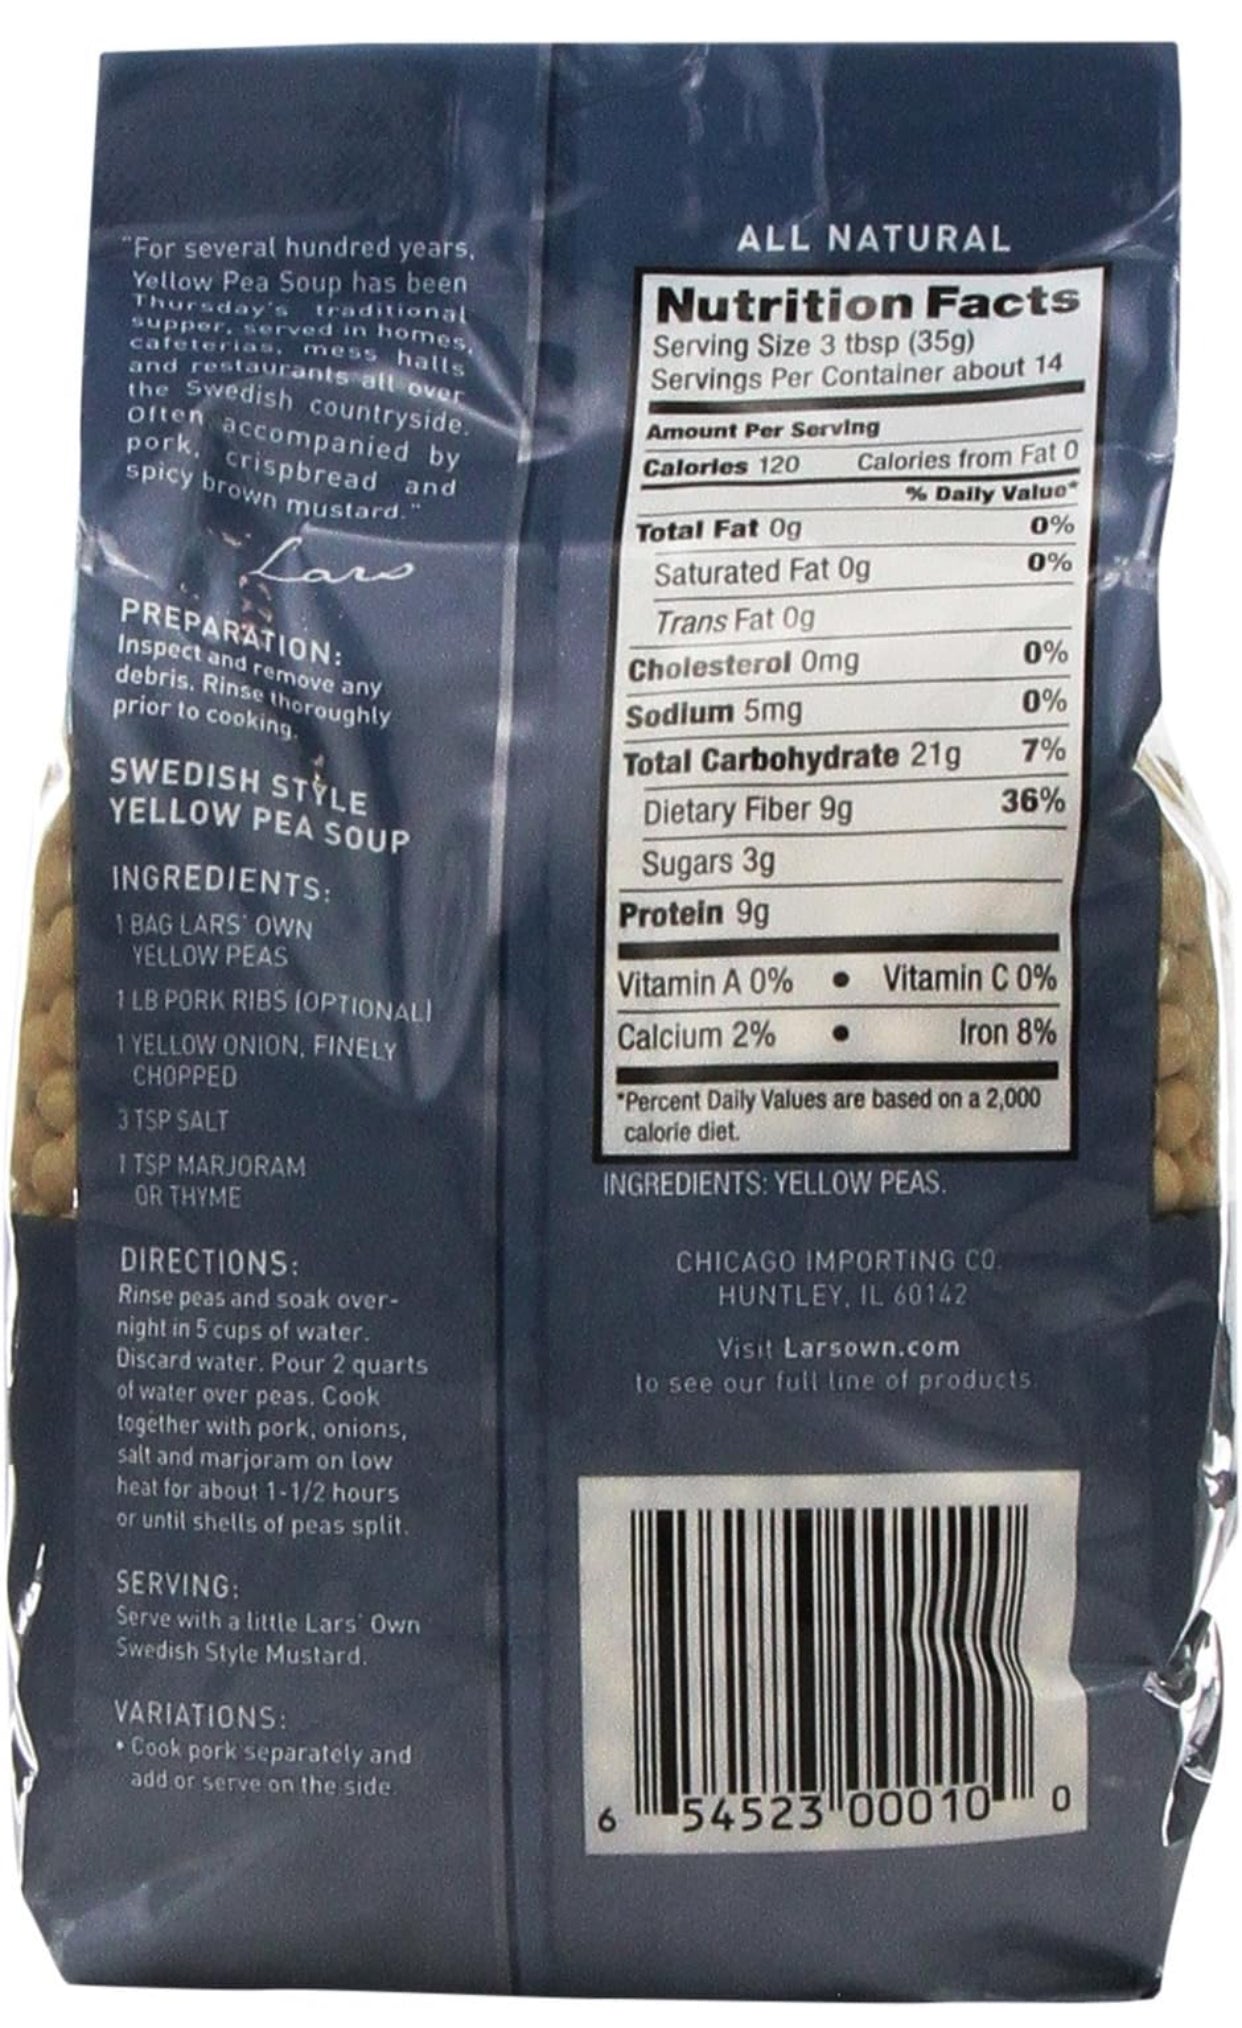 "For several hundred years,
Yellow Pea Soup has been
Thursday's traditional
supper, served in homes,
cafeterias, mess halls
and restaurants all over
the Swedish countryside.
Often accompanied by
pork, crispbread and
spicy brown mustard."
Lars
PREPARATION:
Inspect and remove any
debris. Rinse thoroughly
prior to cooking.
SWEDISH STYLE
YELLOW PEA SOUP
INGREDIENTS:
1 BAG LARS' OWN
YELLOW PEAS
1 LB PORK RIBS (OPTIONAL)
1 YELLOW ONION, FINELY
CHOPPED
3 TSP SALT
1 TSP MARJORAM
OR THYME
DIRECTIONS:
Rinse peas and soak over-
night in 5 cups of water.
Discard water. Pour 2 quarts
of water over peas. Cook
together with pork, onions,
salt and marjoram on low
heat for about 1-1/2 hours
or until shells of peas split.
SERVING:
Serve with a little Lars' Own
Swedish Style Mustard.
VARIATIONS:
• Cook pork separately and
add or serve on the side.
ALL NATURAL
Nutrition Facts
Serving Size 3 tbsp (35g)
Servings Per Container about 14
Amount Per Serving
Calories 120 Calories from Fat 0
% Daily Value*
Total Fat 0g 0%
Saturated Fat 0g 0%
Trans Fat 0g
Cholesterol 0mg 0%
Sodium 5mg 0%
Total Carbohydrate 21g 7%
Dietary Fiber 9g 36%
Sugars 3g
Protein 9g
Vitamin A 0% • Vitamin C 0%
Calcium 2% • Iron 8%
*Percent Daily Values are based on a 2,000
calorie diet.
INGREDIENTS: YELLOW PEAS.
CHICAGO IMPORTING CO.
HUNTLEY, IL 60142
Visit Larsown.com
to see our full line of products.
6 54523 00010 0